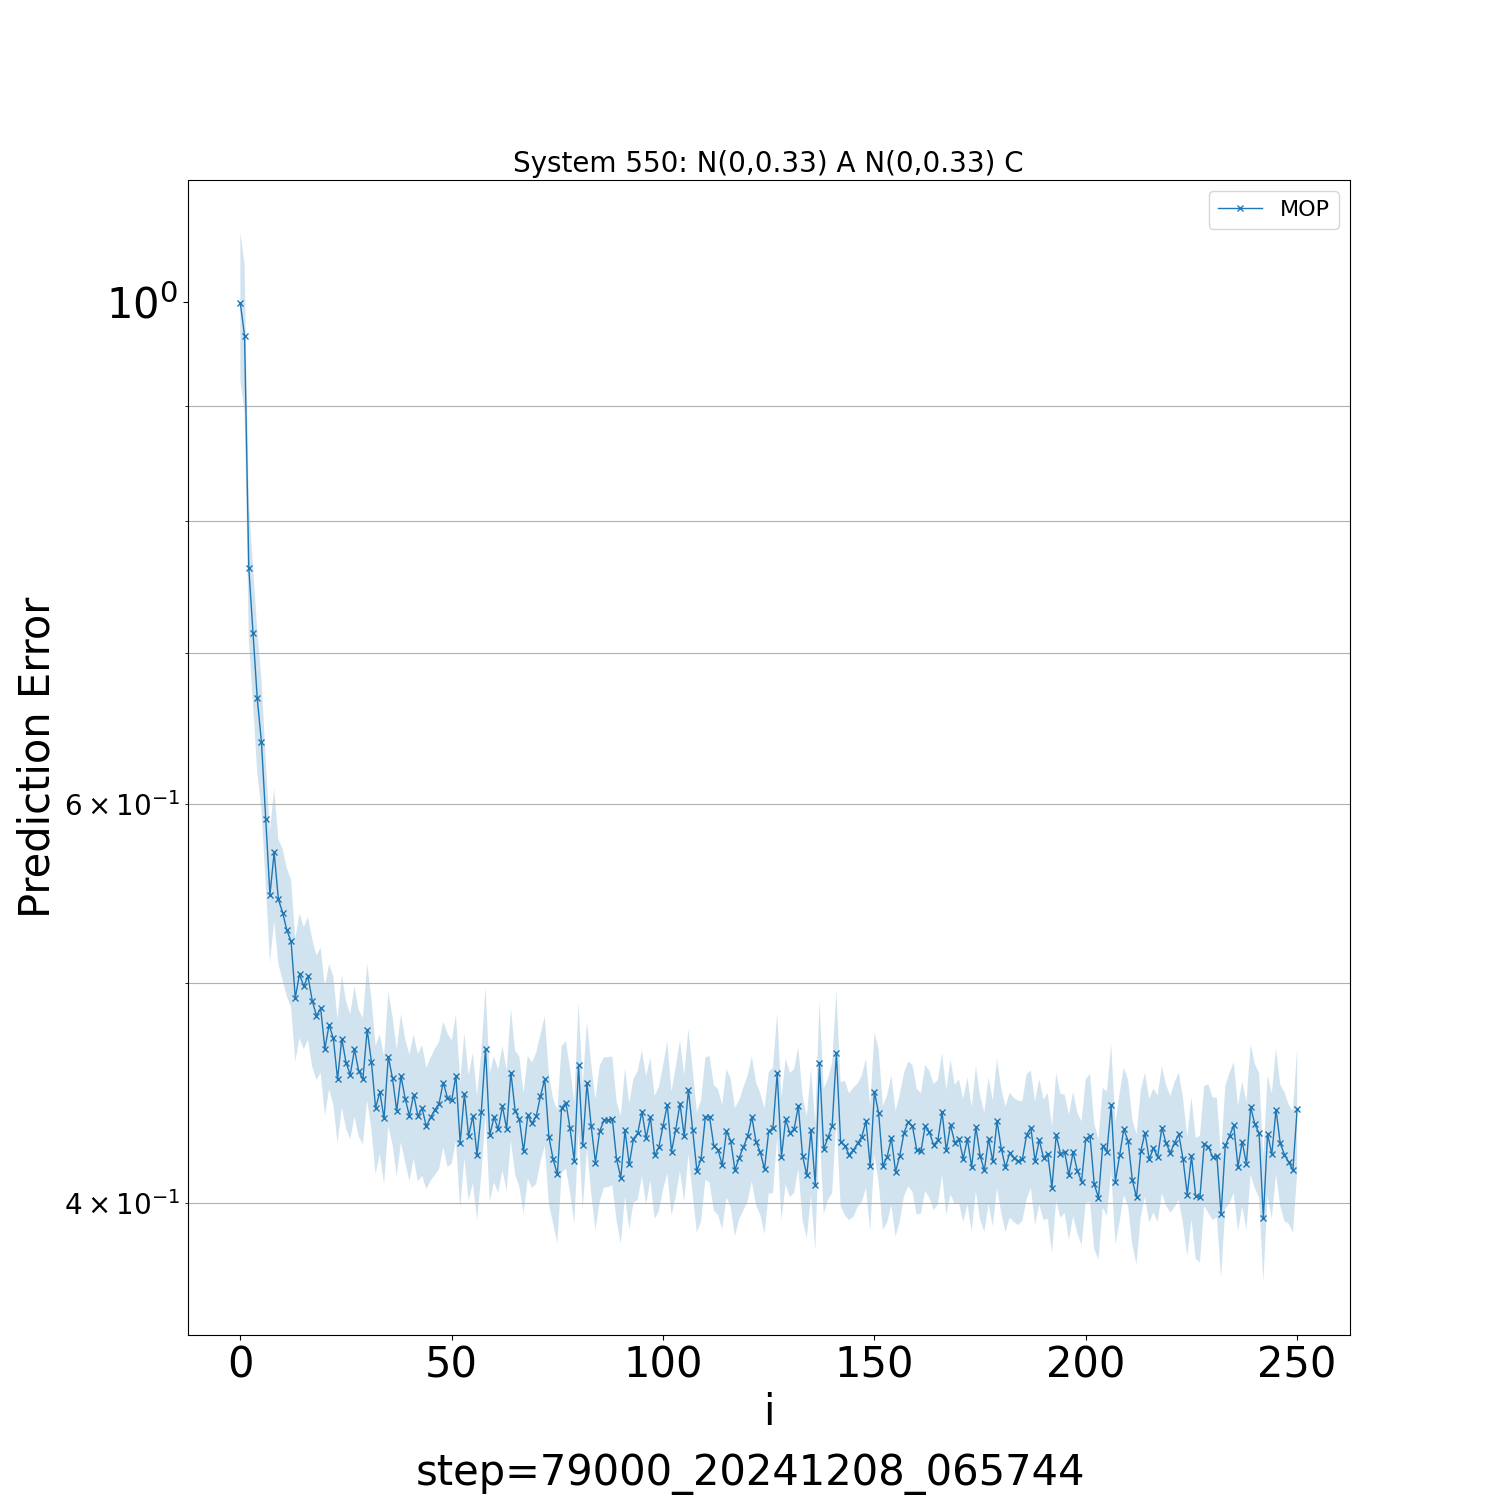 System 550: N(0,0.33) A N(0,0.33) C
MOP
10⁰
6 × 10⁻¹
4 × 10⁻¹
Prediction Error
0 50 100 150 200 250
i
step=79000_20241208_065744